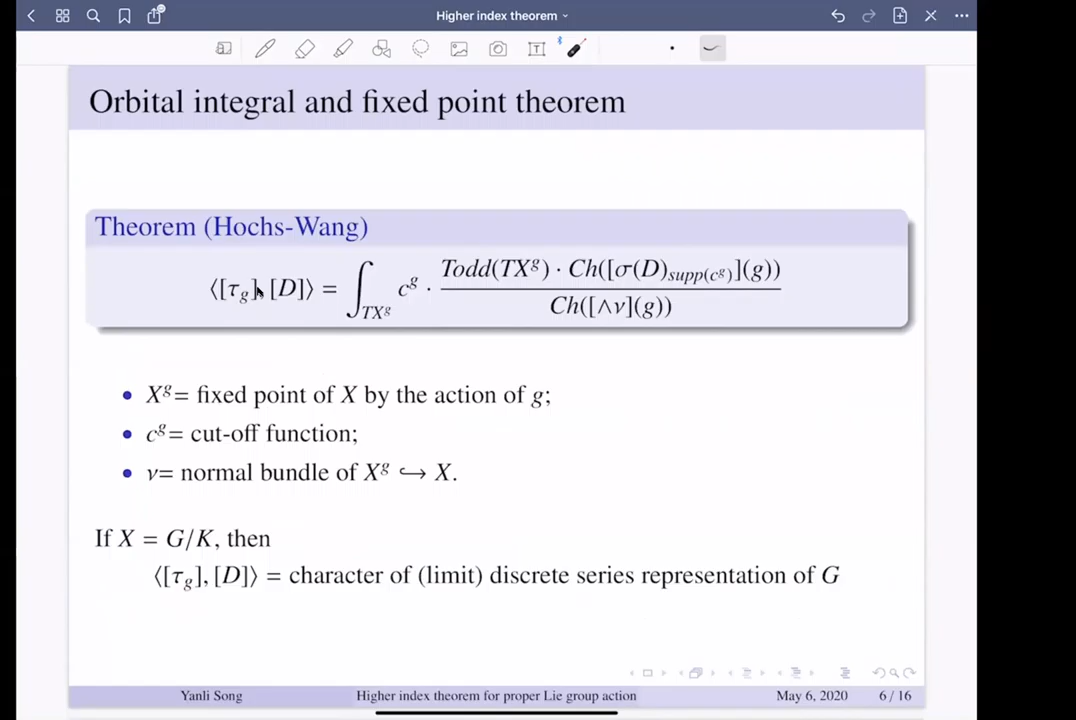 Higher index theorem
Orbital integral and fixed point theorem
Theorem (Hochs-Wang)
⟨[τ_g], [D]⟩ = ∫_{TX^g} c^g · \frac{Todd(TX^g) · Ch([σ(D)_{supp(c^g)}](g))}{Ch([∧ν](g))}
• X^g= fixed point of X by the action of g;
• c^g= cut-off function;
• ν= normal bundle of X^g ↪ X.
If X = G/K, then
⟨[τ_g], [D]⟩ = character of (limit) discrete series representation of G
Yanli Song Higher index theorem for proper Lie group action May 6, 2020 6 / 16